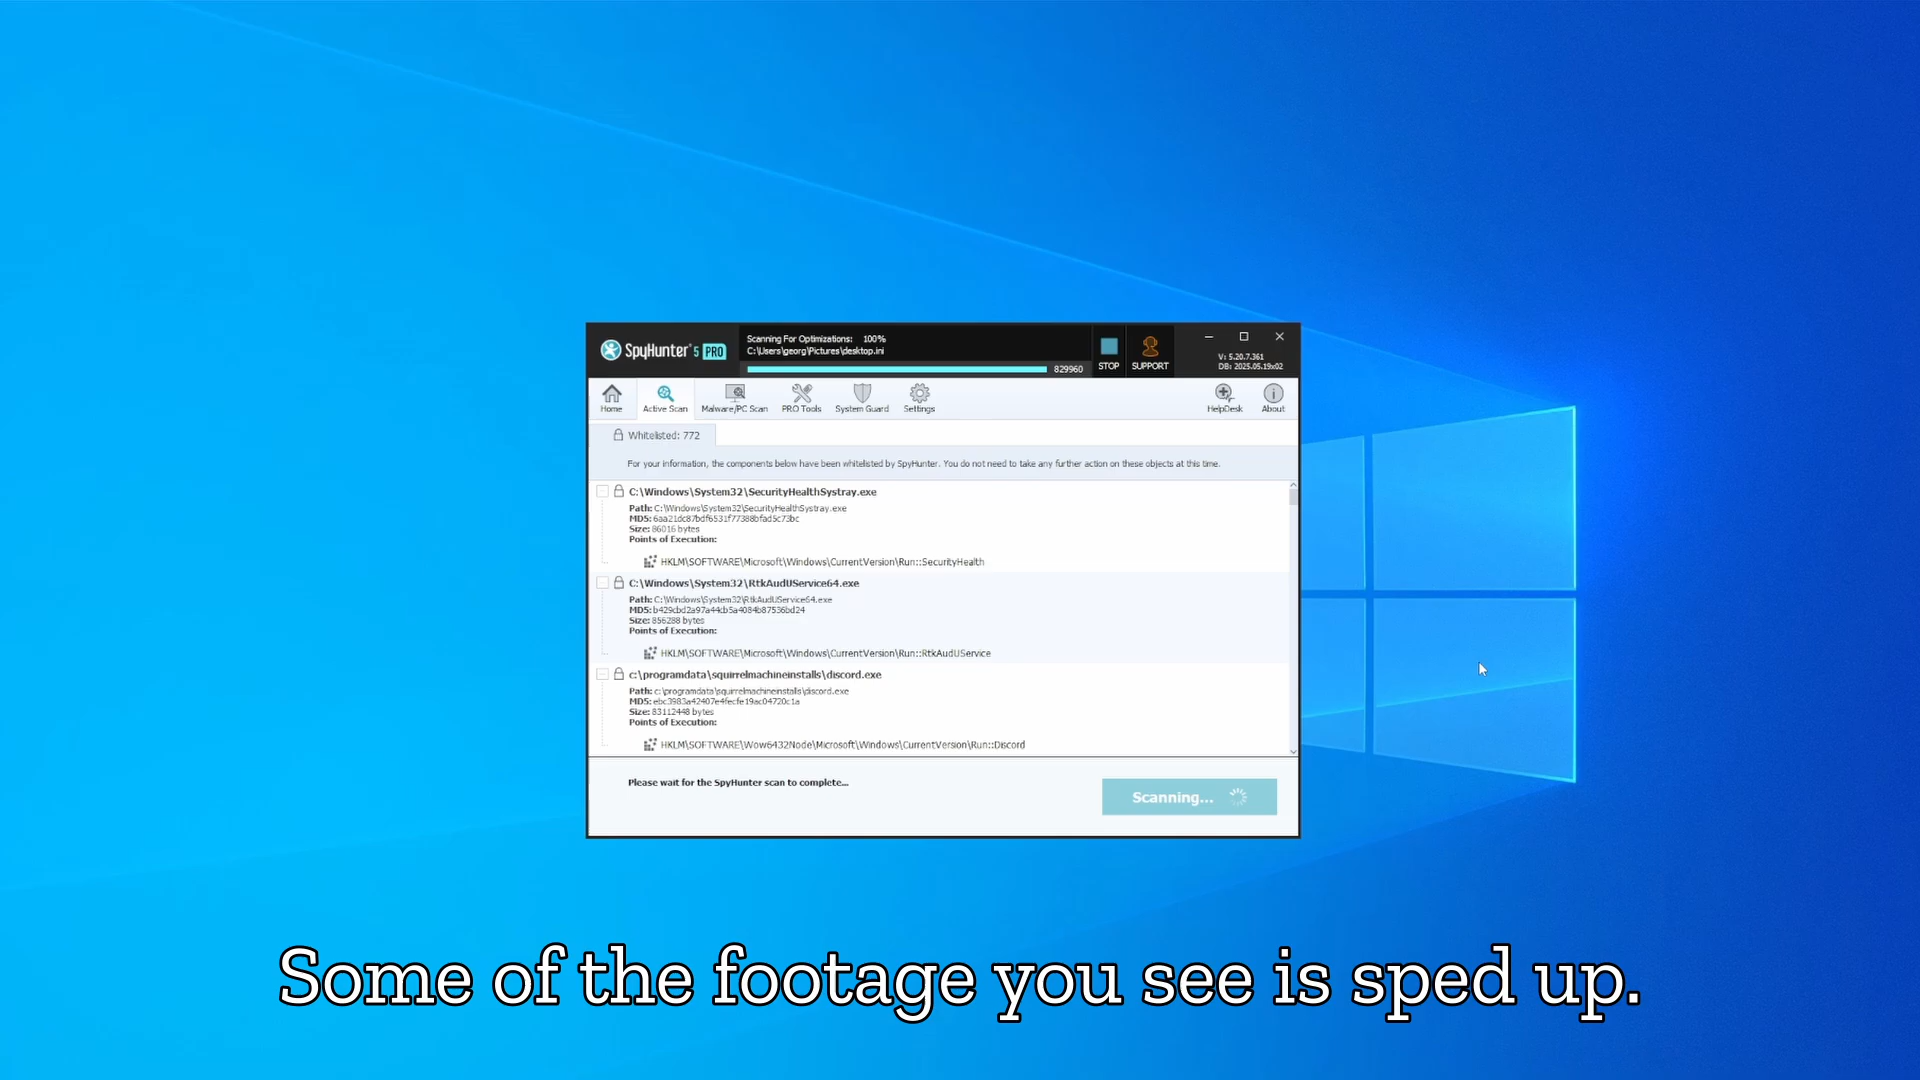 SpyHunter® 5 PRO
Scanning For Optimizations: 100%
C:\Users\georg\Pictures\desktop.ini
829960
STOP
SUPPORT
V: 5.20.7.361
DB: 2025.05.19x02
Home
Active Scan
Malware/PC Scan
PRO Tools
System Guard
Settings
HelpDesk
About
Whitelisted: 772
For your information, the components below have been whitelisted by SpyHunter. You do not need to take any further action on these objects at this time.
C:\Windows\System32\SecurityHealthSystray.exe
Path: C:\Windows\System32\SecurityHealthSystray.exe
MD5: 6aa21dc87bdf6531f77388bfad5c73bc
Size: 86016 bytes
Points of Execution:
HKLM\SOFTWARE\Microsoft\Windows\CurrentVersion\Run::SecurityHealth
C:\Windows\System32\RtkAudUService64.exe
Path: C:\Windows\System32\RtkAudUService64.exe
MD5: b429cbd2a97a44cb5a4084b87536bd24
Size: 856288 bytes
Points of Execution:
HKLM\SOFTWARE\Microsoft\Windows\CurrentVersion\Run::RtkAudUService
c:\programdata\squirrelmachineinstalls\discord.exe
Path: c:\programdata\squirrelmachineinstalls\discord.exe
MD5: ebc3983a42407e4fecfe19ac04720c1a
Size: 83112448 bytes
Points of Execution:
HKLM\SOFTWARE\Wow6432Node\Microsoft\Windows\CurrentVersion\Run::Discord
Please wait for the SpyHunter scan to complete...
Scanning...
Some of the footage you see is sped up.